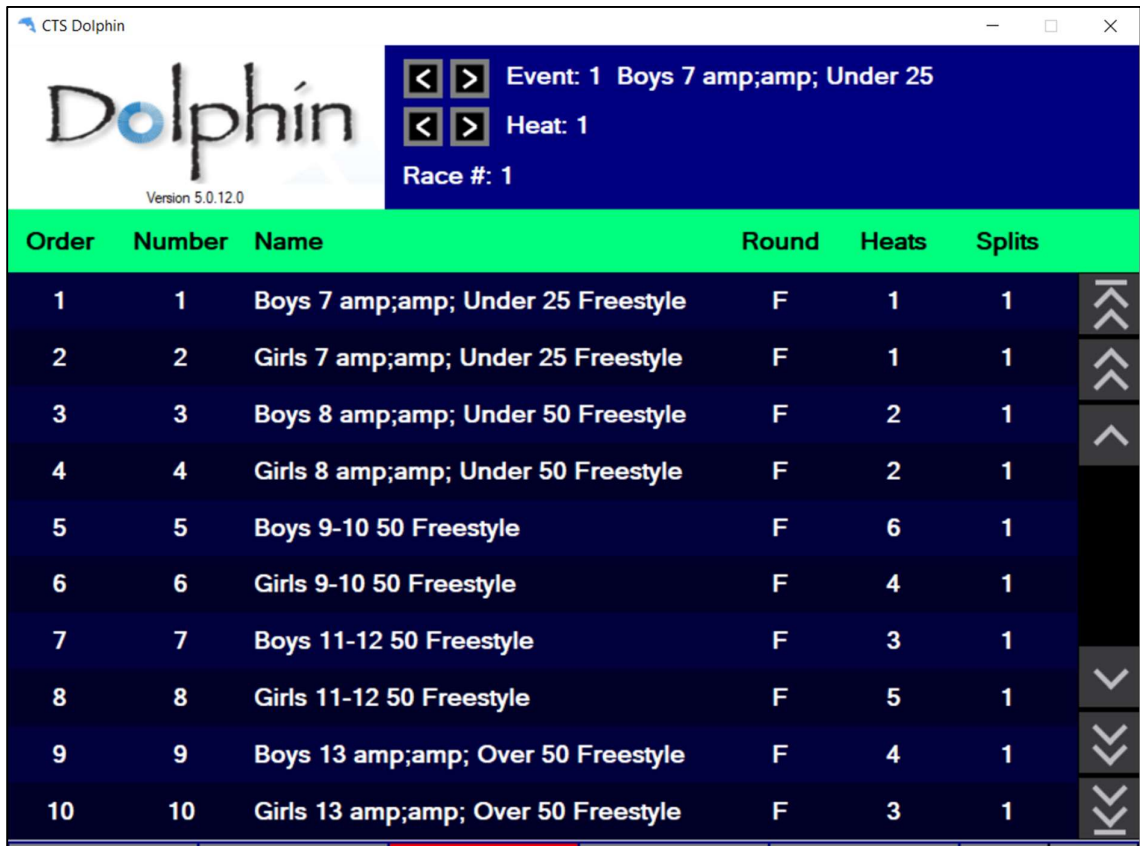 CTS Dolphin
Dolphin
Version 5.0.12.0
Event: 1 Boys 7 amp;amp; Under 25
Heat: 1
Race #: 1
Order Number Name Round Heats Splits
1 1 Boys 7 amp;amp; Under 25 Freestyle F 1 1
2 2 Girls 7 amp;amp; Under 25 Freestyle F 1 1
3 3 Boys 8 amp;amp; Under 50 Freestyle F 2 1
4 4 Girls 8 amp;amp; Under 50 Freestyle F 2 1
5 5 Boys 9-10 50 Freestyle F 6 1
6 6 Girls 9-10 50 Freestyle F 4 1
7 7 Boys 11-12 50 Freestyle F 3 1
8 8 Girls 11-12 50 Freestyle F 5 1
9 9 Boys 13 amp;amp; Over 50 Freestyle F 4 1
10 10 Girls 13 amp;amp; Over 50 Freestyle F 3 1